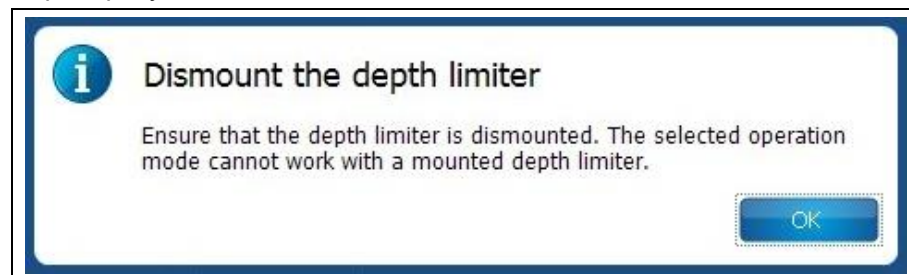 Dismount the depth limiter
Ensure that the depth limiter is dismounted. The selected operation
mode cannot work with a mounted depth limiter.
OK